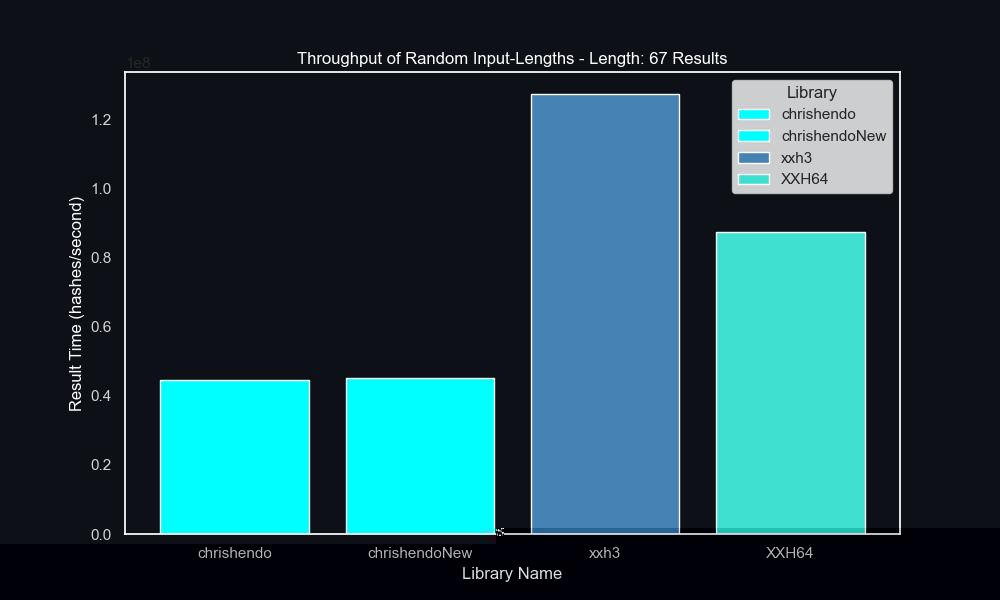 Throughput of Random Input-Lengths - Length: 67 Results
1e8
Library
chrishendo
chrishendoNew
xxh3
XXH64
1.2
1.0
0.8
0.6
0.4
0.2
0.0
Result Time (hashes/second)
chrishendo chrishendoNew xxh3 XXH64
Library Name